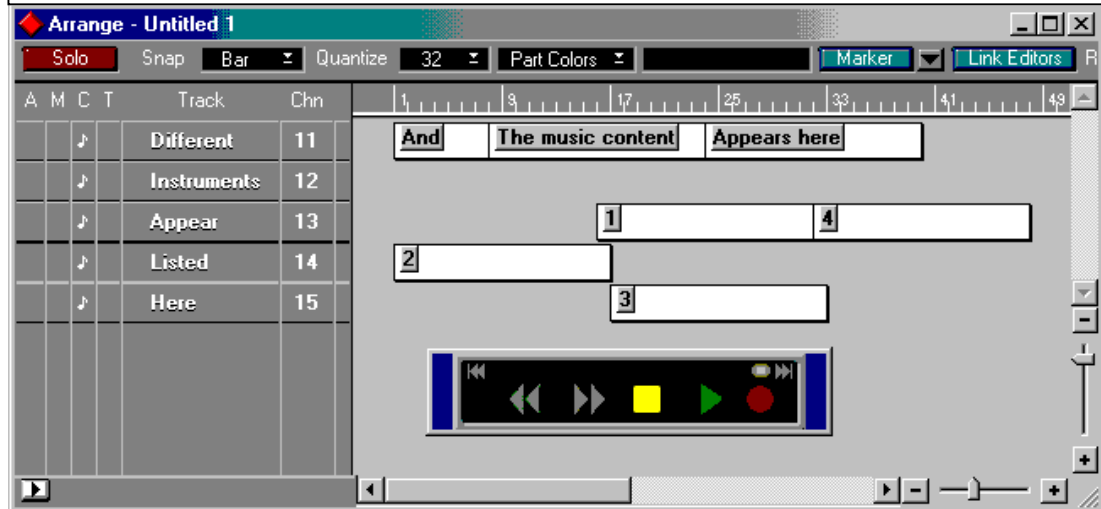 Arrange - Untitled 1
Solo Snap Bar Quantize 32 Part Colors Marker Link Editors R
A M C T Track Chn 1 9 17 25 33 41 49
Different 11 And The music content Appears here
Instruments 12
Appear 13 1 4
Listed 14 2
Here 15 3